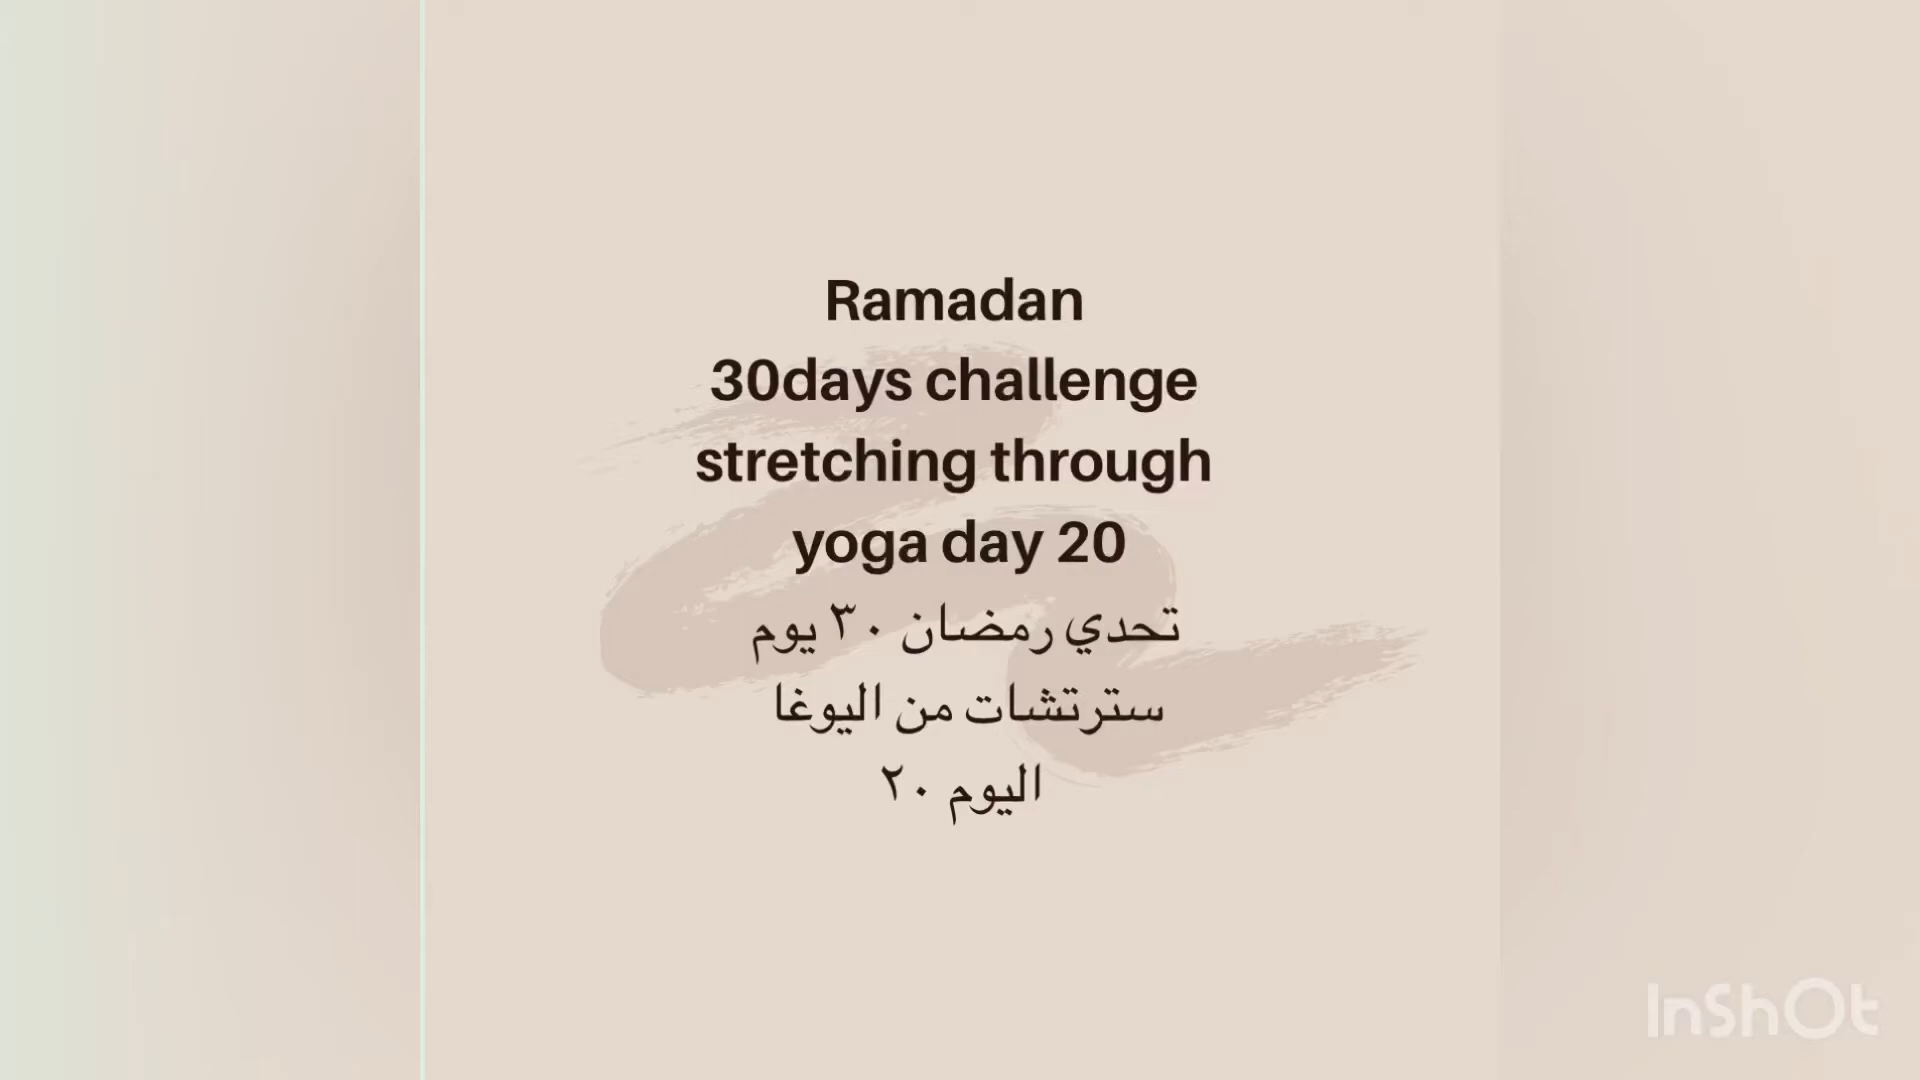 Ramadan
30days challenge
stretching through
yoga day 20
تحدي رمضان ٣٠ يوم
سترتشات من اليوغا
اليوم ٢٠
InShOt